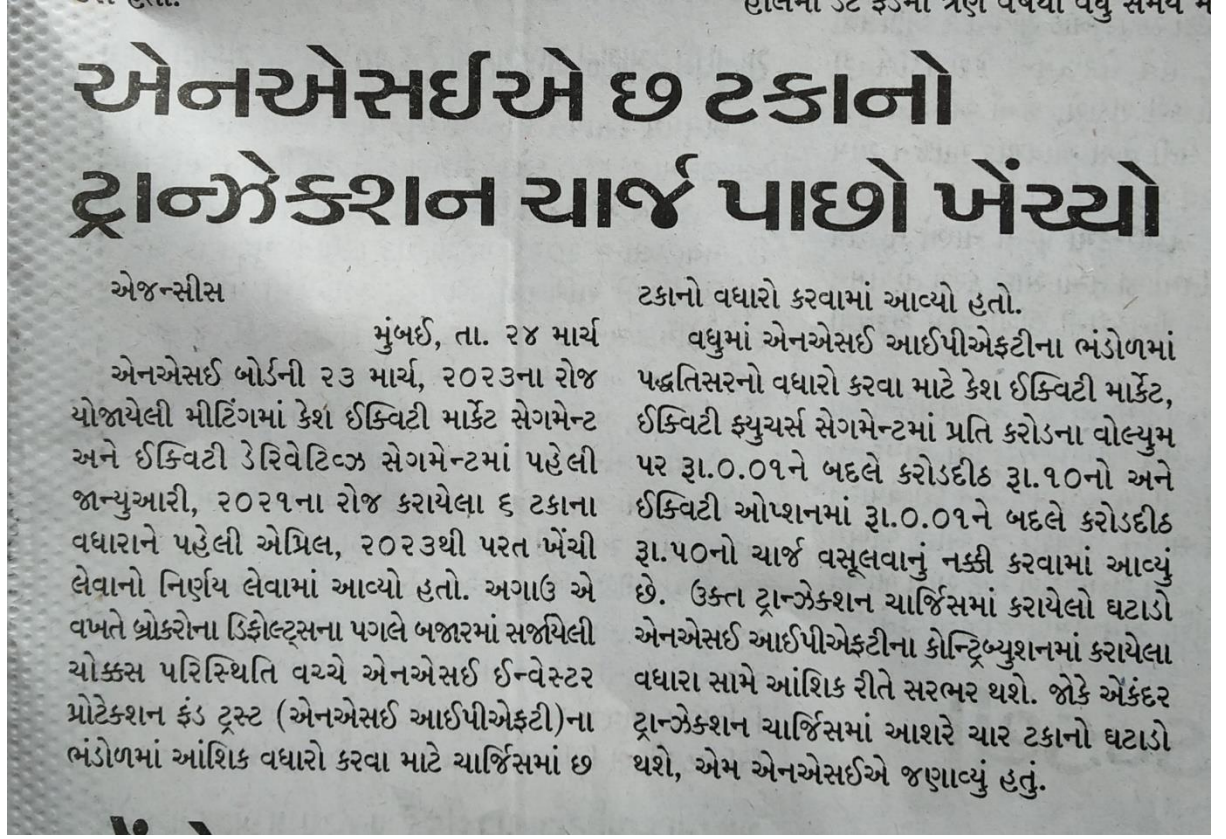 એનએસઈએ છ ટકાનો
ટ્રાન્ઝેક્શન ચાર્જ પાછો ખેંચ્યો
એજન્સીસ
મુંબઈ, તા. ૨૪ માર્ચ
એનએસઈ બોર્ડની ૨૩ માર્ચ, ૨૦૨૩ના રોજ
યોજાયેલી મીટિંગમાં કેશ ઈક્વિટી માર્કેટ સેગમેન્ટ
અને ઈક્વિટી ડેરિવેટિવ્ઝ સેગમેન્ટમાં પહેલી
જાન્યુઆરી, ૨૦૨૧ના રોજ કરાયેલા ૬ ટકાના
વધારાને પહેલી એપ્રિલ, ૨૦૨૩થી પરત ખેંચી
લેવાનો નિર્ણય લેવામાં આવ્યો હતો. અગાઉ એ
વખતે બ્રોકરોના ડિફોલ્ટ્સના પગલે બજારમાં સર્જાયેલી
ચોક્કસ પરિસ્થિતિ વચ્ચે એનએસઈ ઈન્વેસ્ટર
પ્રોટેક્શન ફંડ ટ્રસ્ટ (એનએસઈ આઈપીએફટી)ના
ભંડોળમાં આંશિક વધારો કરવા માટે ચાર્જિસમાં છ
ટકાનો વધારો કરવામાં આવ્યો હતો.
વધુમાં એનએસઈ આઈપીએફટીના ભંડોળમાં
પદ્ધતિસરનો વધારો કરવા માટે કેશ ઈક્વિટી માર્કેટ,
ઈક્વિટી ફ્યુચર્સ સેગમેન્ટમાં પ્રતિ કરોડના વોલ્યુમ
પર રૂા.૦.૦૧ને બદલે કરોડદીઠ રૂા.૧૦નો અને
ઈક્વિટી ઓપ્શનમાં રૂા.૦.૦૧ને બદલે કરોડદીઠ
રૂા.૫૦નો ચાર્જ વસૂલવાનું નક્કી કરવામાં આવ્યું
છે. ઉક્ત ટ્રાન્ઝેક્શન ચાર્જિસમાં કરાયેલો ઘટાડો
એનએસઈ આઈપીએફટીના કોન્ટ્રિબ્યુશનમાં કરાયેલા
વધારા સામે આંશિક રીતે સરભર થશે. જોકે એકંદર
ટ્રાન્ઝેક્શન ચાર્જિસમાં આશરે ચાર ટકાનો ઘટાડો
થશે, એમ એનએસઈએ જણાવ્યું હતું.